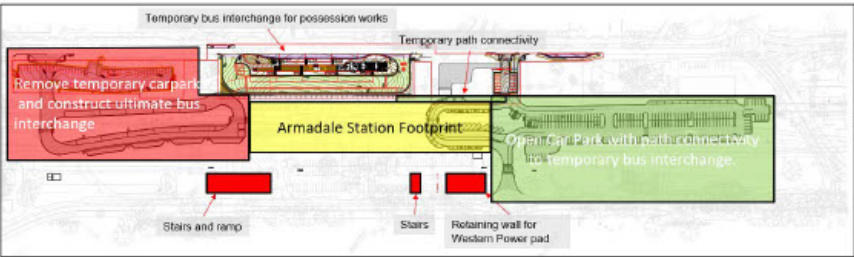 Temporary bus interchange for possession works
Temporary path connectivity
Remove temporary carpark
and construct ultimate bus
interchange
Armadale Station Footprint
Open Car Park with path connectivity
to temporary bus interchange.
Stairs and ramp
Stairs
Retaining wall for
Western Power pad